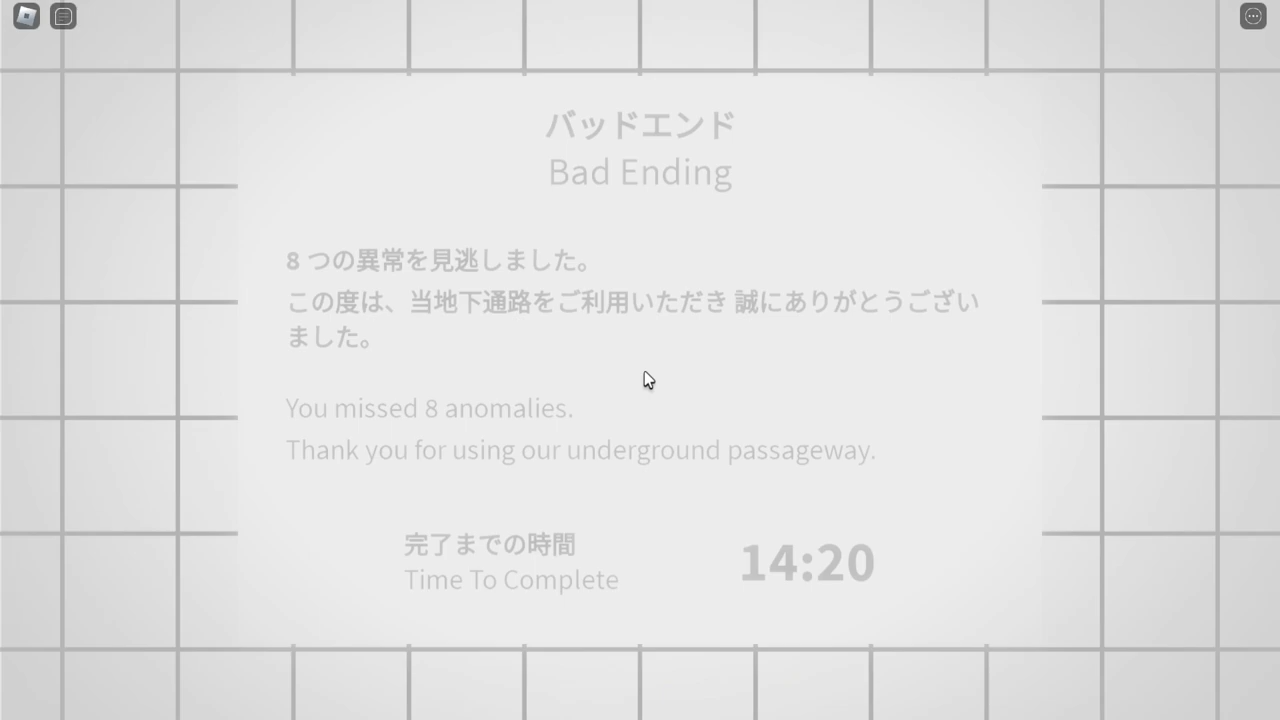 バッドエンド
Bad Ending
8 つの異常を見逃しました。
この度は、当地下通路をご利用いただき 誠にありがとうござい
ました。
You missed 8 anomalies.
Thank you for using our underground passageway.
完了までの時間
Time To Complete
14:20